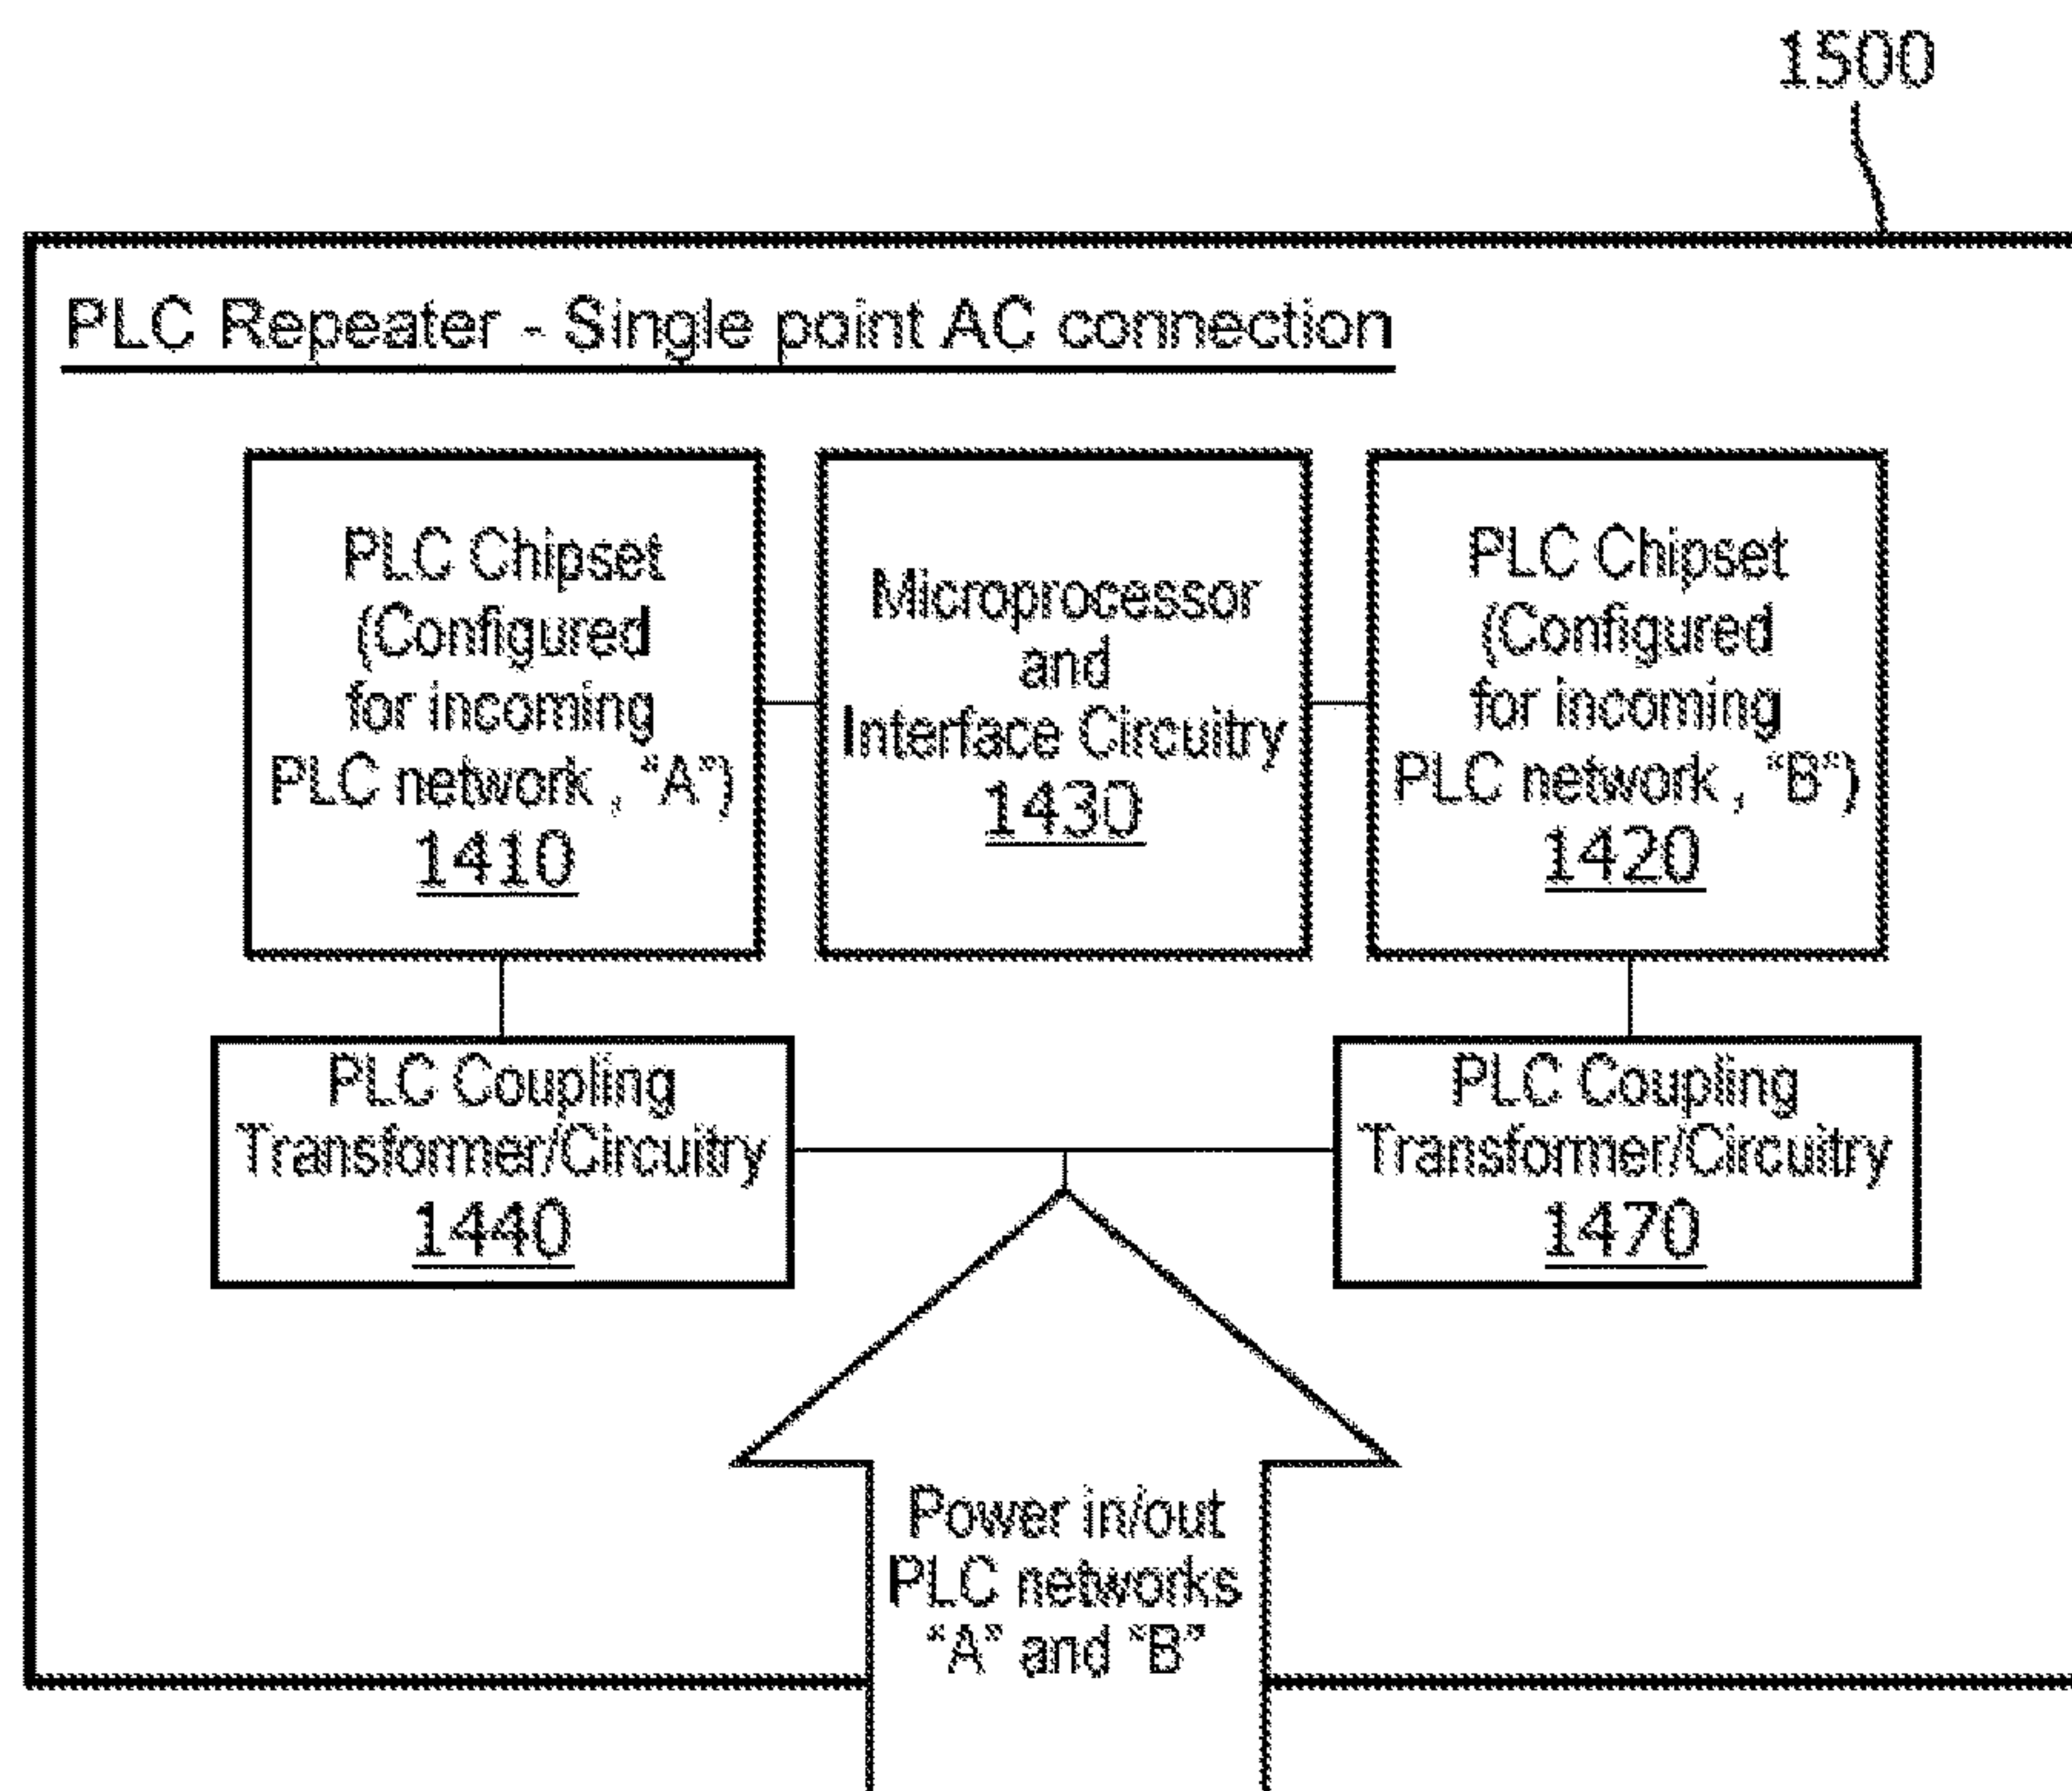 1500
PLC Repeater - Single point AC connection
PLC Chipset
(Configured
for incoming
PLC network , “A”)
1410
Microprocessor
and
Interface Circuitry
1430
PLC Chipset
(Configured
for incoming
PLC network , “B”)
1420
PLC Coupling
Transformer/Circuitry
1440
PLC Coupling
Transformer/Circuitry
1470
Power in/out
PLC networks
“A” and “B”